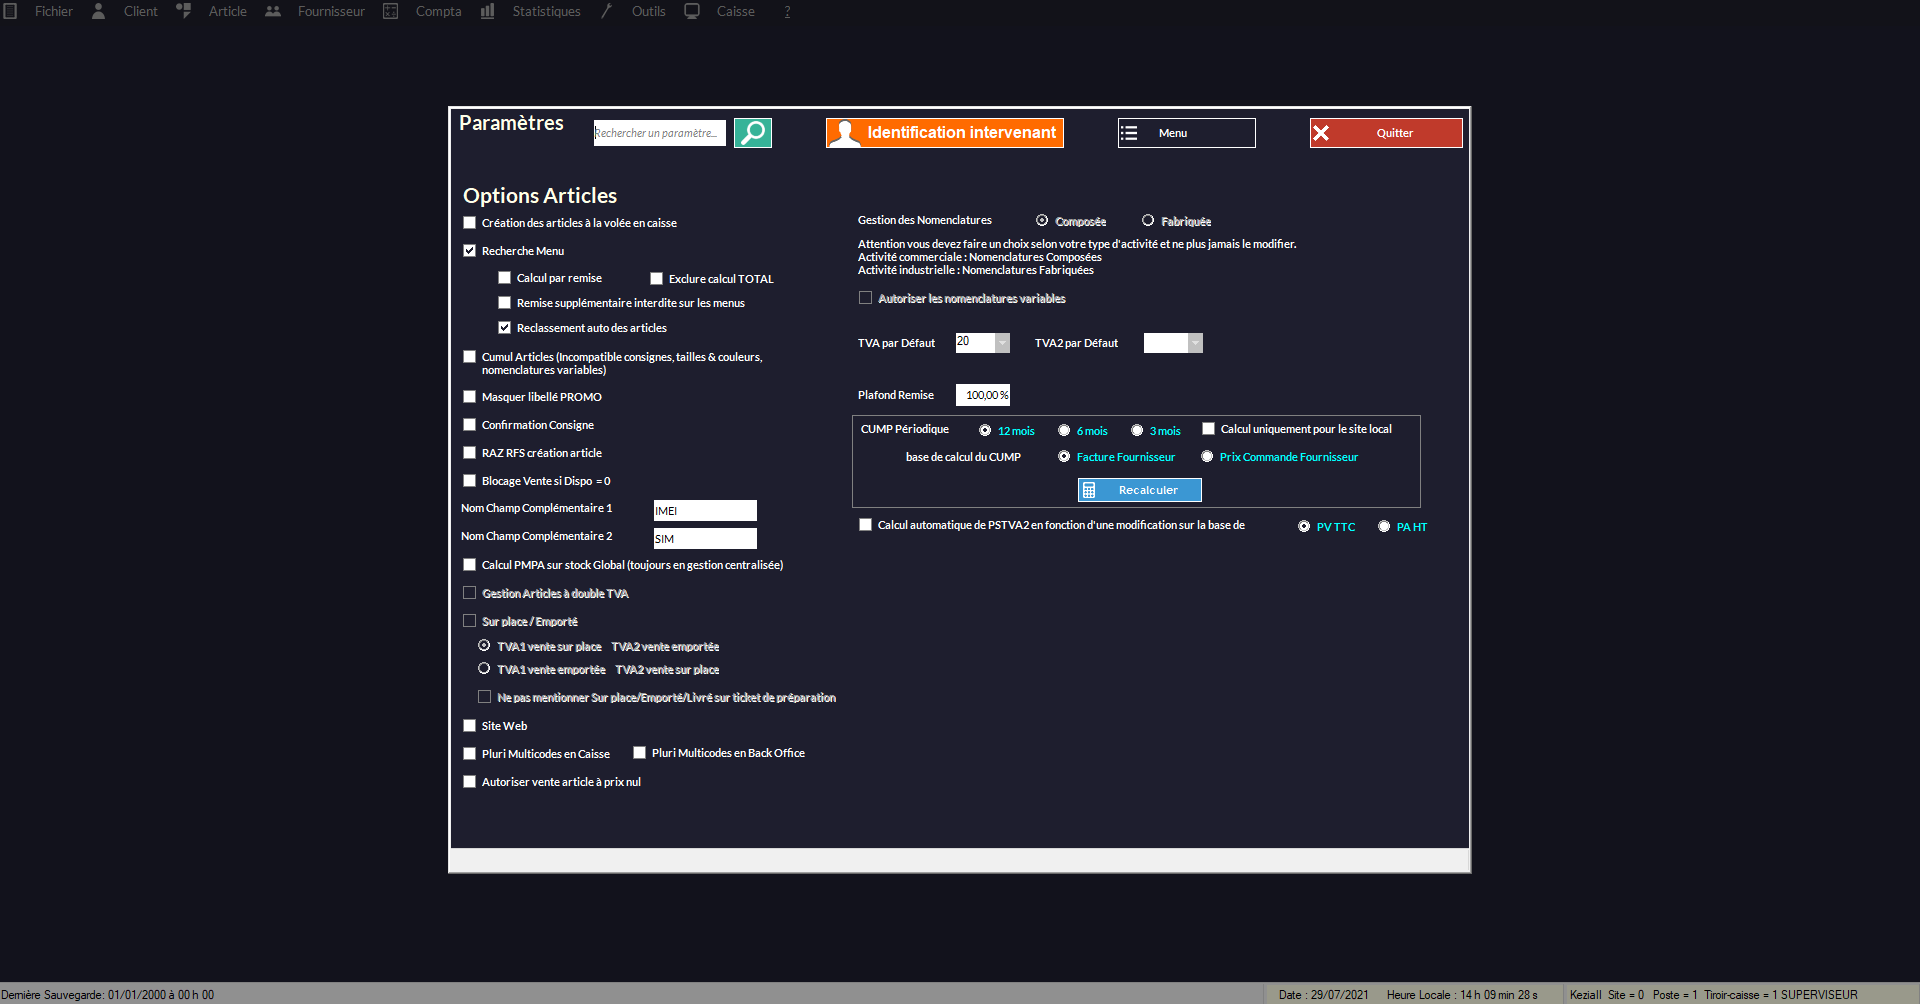 Fichier Client Article Fournisseur Compta Statistiques Outils Caisse ?
Paramètres
Rechercher un paramètre...
Identification intervenant
Menu
Quitter
Options Articles
Création des articles à la volée en caisse
Recherche Menu
Calcul par remise Exclure calcul TOTAL
Remise supplémentaire interdite sur les menus
Reclassement auto des articles
Cumul Articles (Incompatible consignes, tailles & couleurs,
nomenclatures variables)
Masquer libellé PROMO
Confirmation Consigne
RAZ RFS création article
Blocage Vente si Dispo = 0
Nom Champ Complémentaire 1 IMEI
Nom Champ Complémentaire 2 SIM
Calcul PMPA sur stock Global (toujours en gestion centralisée)
Gestion Articles à double TVA
Sur place / Emporté
TVA1 vente sur place TVA2 vente emportée
TVA1 vente emportée TVA2 vente sur place
Ne pas mentionner Sur place/Emporté/Livré sur ticket de préparation
Site Web
Pluri Multicodes en Caisse Pluri Multicodes en Back Office
Autoriser vente article à prix nul
Gestion des Nomenclatures Composée Fabriquée
Attention vous devez faire un choix selon votre type d'activité et ne plus jamais le modifier.
Activité commerciale : Nomenclatures Composées
Activité industrielle : Nomenclatures Fabriquées
Autoriser les nomenclatures variables
TVA par Défaut 20 TVA2 par Défaut
Plafond Remise 100,00 %
CUMP Périodique 12 mois 6 mois 3 mois Calcul uniquement pour le site local
base de calcul du CUMP Facture Fournisseur Prix Commande Fournisseur
Recalculer
Calcul automatique de PSTVA2 en fonction d'une modification sur la base de PV TTC PA HT
Dernière Sauvegarde: 01/01/2000 à 00 h 00
Date : 29/07/2021 Heure Locale : 14 h 09 min 28 s
KeziaII Site = 0 Poste = 1 Tiroir-caisse = 1 SUPERVISEUR